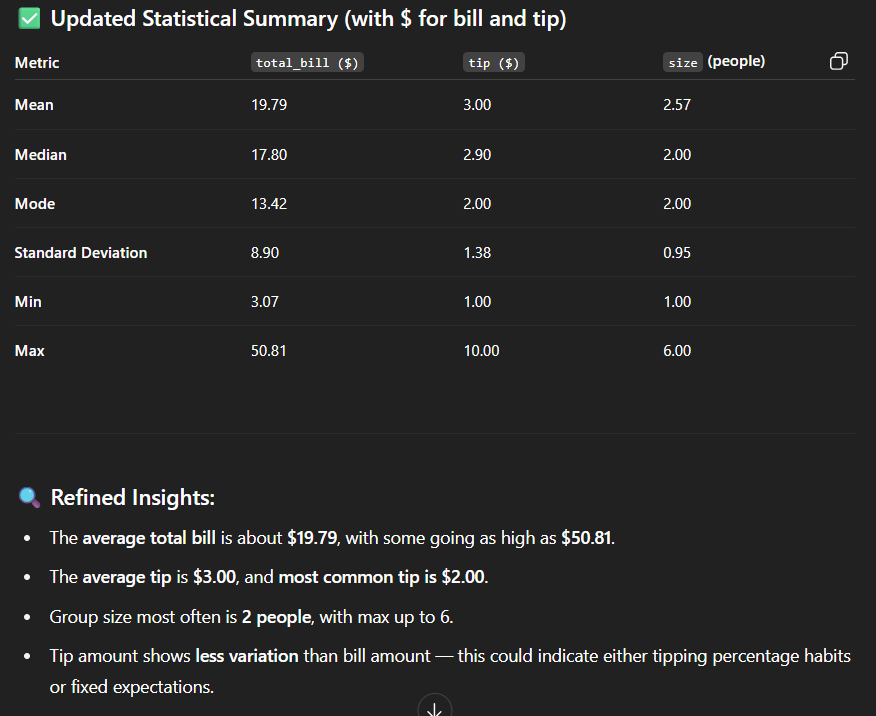 ✅ Updated Statistical Summary (with $ for bill and tip)
Metric total_bill ($) tip ($) size (people)
Mean 19.79 3.00 2.57
Median 17.80 2.90 2.00
Mode 13.42 2.00 2.00
Standard Deviation 8.90 1.38 0.95
Min 3.07 1.00 1.00
Max 50.81 10.00 6.00
🔍 Refined Insights:
• The average total bill is about $19.79, with some going as high as $50.81.
• The average tip is $3.00, and most common tip is $2.00.
• Group size most often is 2 people, with max up to 6.
• Tip amount shows less variation than bill amount — this could indicate either tipping percentage habits
or fixed expectations.